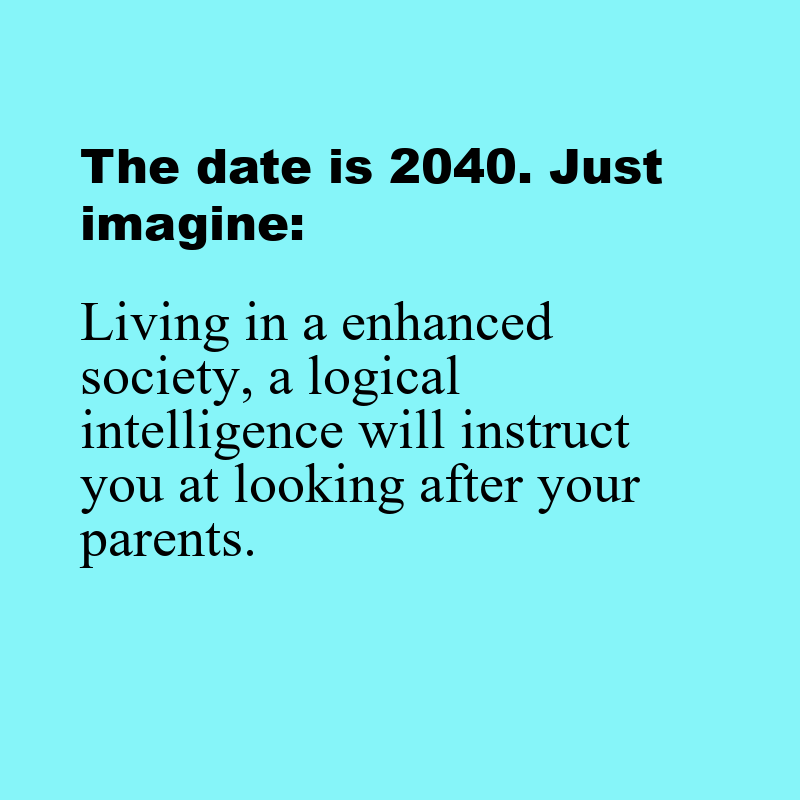 The date is 2040. Just
imagine:
Living in a enhanced
society, a logical
intelligence will instruct
you at looking after your
parents.